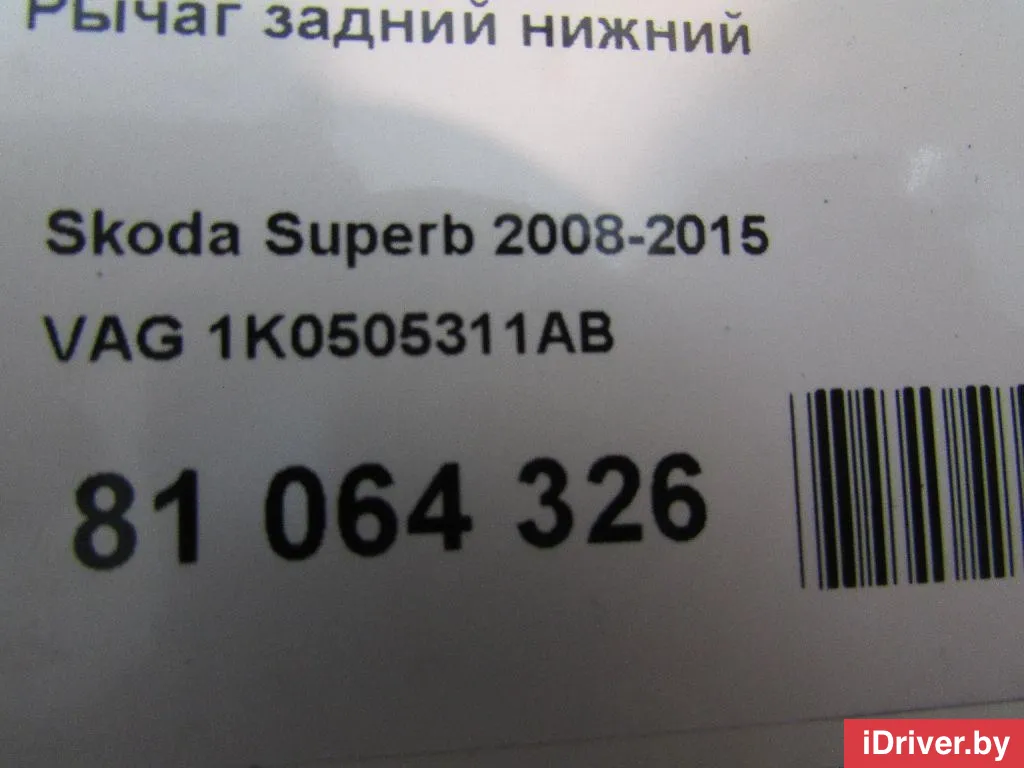 Рычаг задний нижний
Skoda Superb 2008-2015
VAG 1K0505311AB
81 064 326
iDriver.by